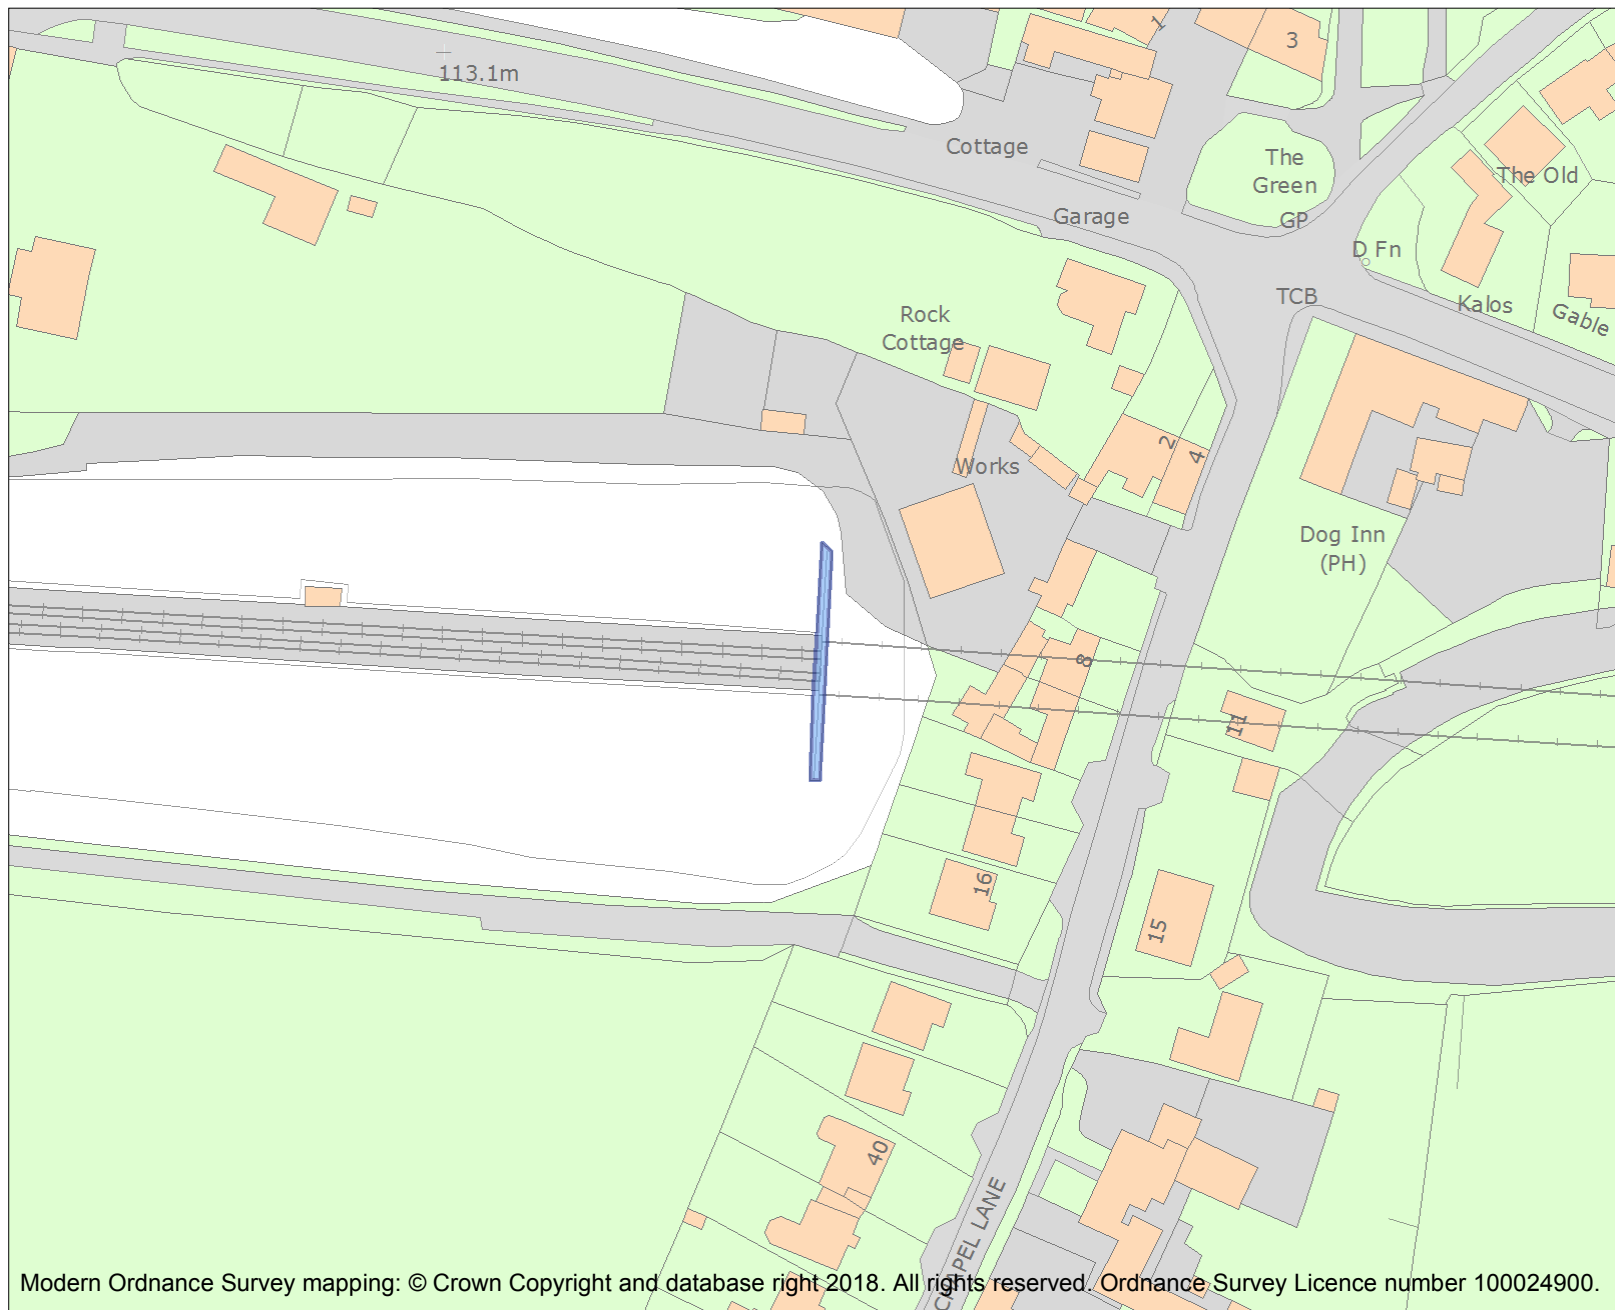 1
3
113.1m
Cottage
The
Green
The Old
Garage
GP
D Fn
TCB
Kalos
Gable
Rock
Cottage
2
4
Works
Dog Inn
(PH)
8
11
16
15
40
CHAPEL LANE
Modern Ordnance Survey mapping: © Crown Copyright and database right 2018. All rights reserved. Ordnance Survey Licence number 100024900.